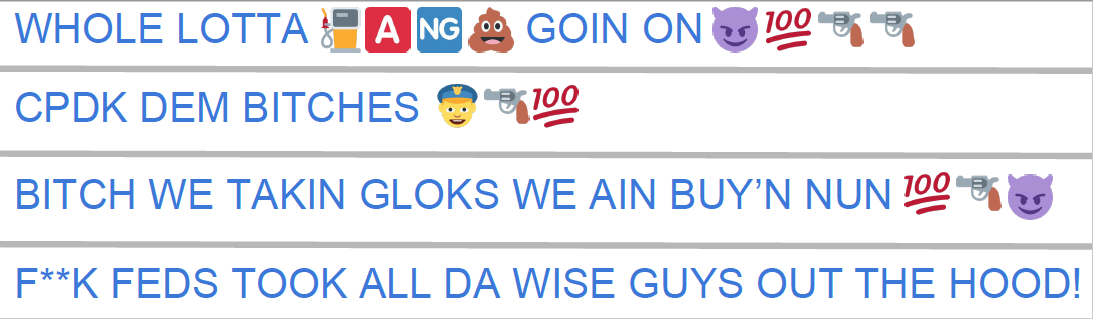 WHOLE LOTTA ⛽🅰🆖💩 GOIN ON 😈💯🔫🔫
CPDK DEM BITCHES 👮🔫💯
BITCH WE TAKIN GLOKS WE AIN BUY’N NUN 💯🔫😈
F**K FEDS TOOK ALL DA WISE GUYS OUT THE HOOD!